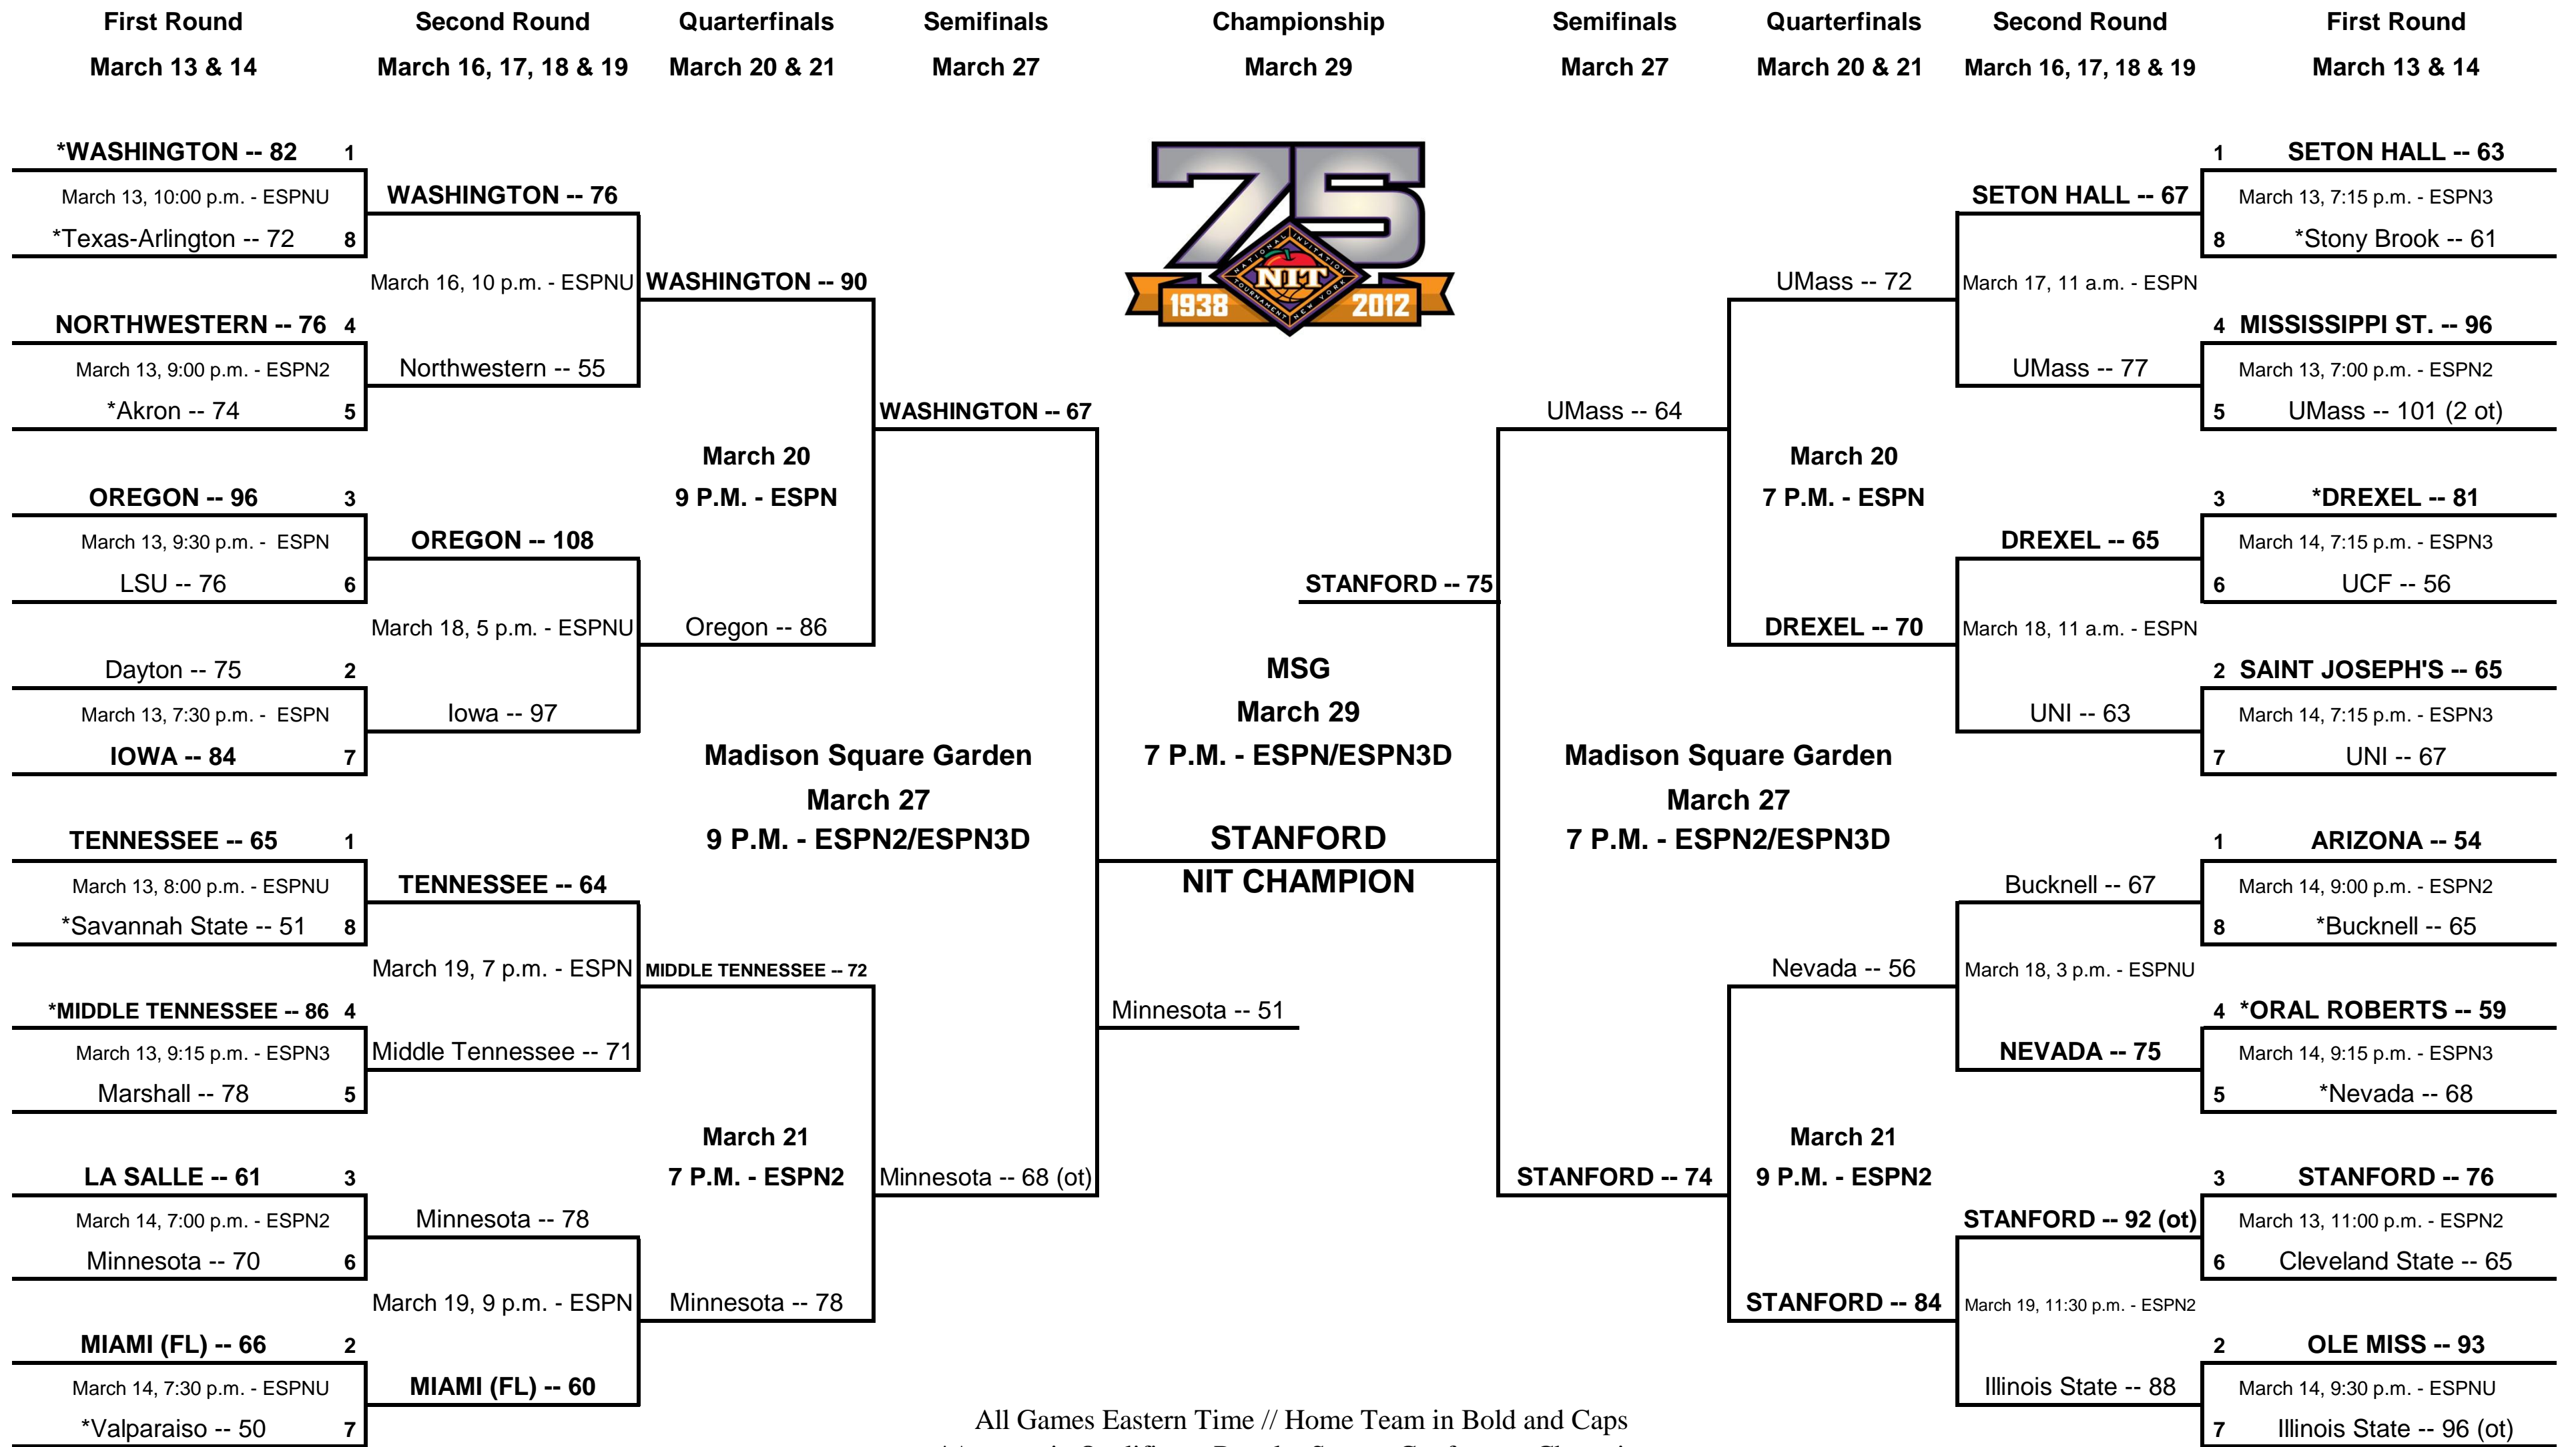 First Round
March 13 & 14
Second Round
March 16, 17, 18 & 19
Quarterfinals
March 20 & 21
Semifinals
March 27
Championship
March 29
Semifinals
March 27
Quarterfinals
March 20 & 21
Second Round
March 16, 17, 18 & 19
First Round
March 13 & 14
*WASHINGTON -- 82 1
March 13, 10:00 p.m. - ESPNU
*Texas-Arlington -- 72 8
NORTHWESTERN -- 76 4
March 13, 9:00 p.m. - ESPN2
*Akron -- 74 5
OREGON -- 96 3
March 13, 9:30 p.m. - ESPN
LSU -- 76 6
Dayton -- 75 2
March 13, 7:30 p.m. - ESPN
IOWA -- 84 7
TENNESSEE -- 65 1
March 13, 8:00 p.m. - ESPNU
*Savannah State -- 51 8
*MIDDLE TENNESSEE -- 86 4
March 13, 9:15 p.m. - ESPN3
Marshall -- 78 5
LA SALLE -- 61 3
March 14, 7:00 p.m. - ESPN2
Minnesota -- 70 6
MIAMI (FL) -- 66 2
March 14, 7:30 p.m. - ESPNU
*Valparaiso -- 50 7
WASHINGTON -- 76
March 16, 10 p.m. - ESPNU
Northwestern -- 55
OREGON -- 108
March 18, 5 p.m. - ESPNU
Iowa -- 97
TENNESSEE -- 64
March 19, 7 p.m. - ESPN
Middle Tennessee -- 71
Minnesota -- 78
March 19, 9 p.m. - ESPN
MIAMI (FL) -- 60
WASHINGTON -- 90
March 20
9 P.M. - ESPN
Oregon -- 86
MIDDLE TENNESSEE -- 72
March 21
7 P.M. - ESPN2
Minnesota -- 78
WASHINGTON -- 67
Madison Square Garden
March 27
9 P.M. - ESPN2/ESPN3D
Minnesota -- 68 (ot)
75
NATIONAL INVITATION
NIT
TOURNAMENT NEW YORK
1938 2012
STANFORD -- 75
MSG
March 29
7 P.M. - ESPN/ESPN3D
STANFORD
NIT CHAMPION
Minnesota -- 51
UMass -- 64
Madison Square Garden
March 27
7 P.M. - ESPN2/ESPN3D
STANFORD -- 74
UMass -- 72
March 20
7 P.M. - ESPN
DREXEL -- 70
Nevada -- 56
March 21
9 P.M. - ESPN2
STANFORD -- 84
SETON HALL -- 67
March 17, 11 a.m. - ESPN
UMass -- 77
DREXEL -- 65
March 18, 11 a.m. - ESPN
UNI -- 63
Bucknell -- 67
March 18, 3 p.m. - ESPNU
NEVADA -- 75
STANFORD -- 92 (ot)
March 19, 11:30 p.m. - ESPN2
Illinois State -- 88
1 SETON HALL -- 63
March 13, 7:15 p.m. - ESPN3
8 *Stony Brook -- 61
4 MISSISSIPPI ST. -- 96
March 13, 7:00 p.m. - ESPN2
5 UMass -- 101 (2 ot)
3 *DREXEL -- 81
March 14, 7:15 p.m. - ESPN3
6 UCF -- 56
2 SAINT JOSEPH'S -- 65
March 14, 7:15 p.m. - ESPN3
7 UNI -- 67
1 ARIZONA -- 54
March 14, 9:00 p.m. - ESPN2
8 *Bucknell -- 65
4 *ORAL ROBERTS -- 59
March 14, 9:15 p.m. - ESPN3
5 *Nevada -- 68
3 STANFORD -- 76
March 13, 11:00 p.m. - ESPN2
6 Cleveland State -- 65
2 OLE MISS -- 93
March 14, 9:30 p.m. - ESPNU
7 Illinois State -- 96 (ot)
All Games Eastern Time // Home Team in Bold and Caps